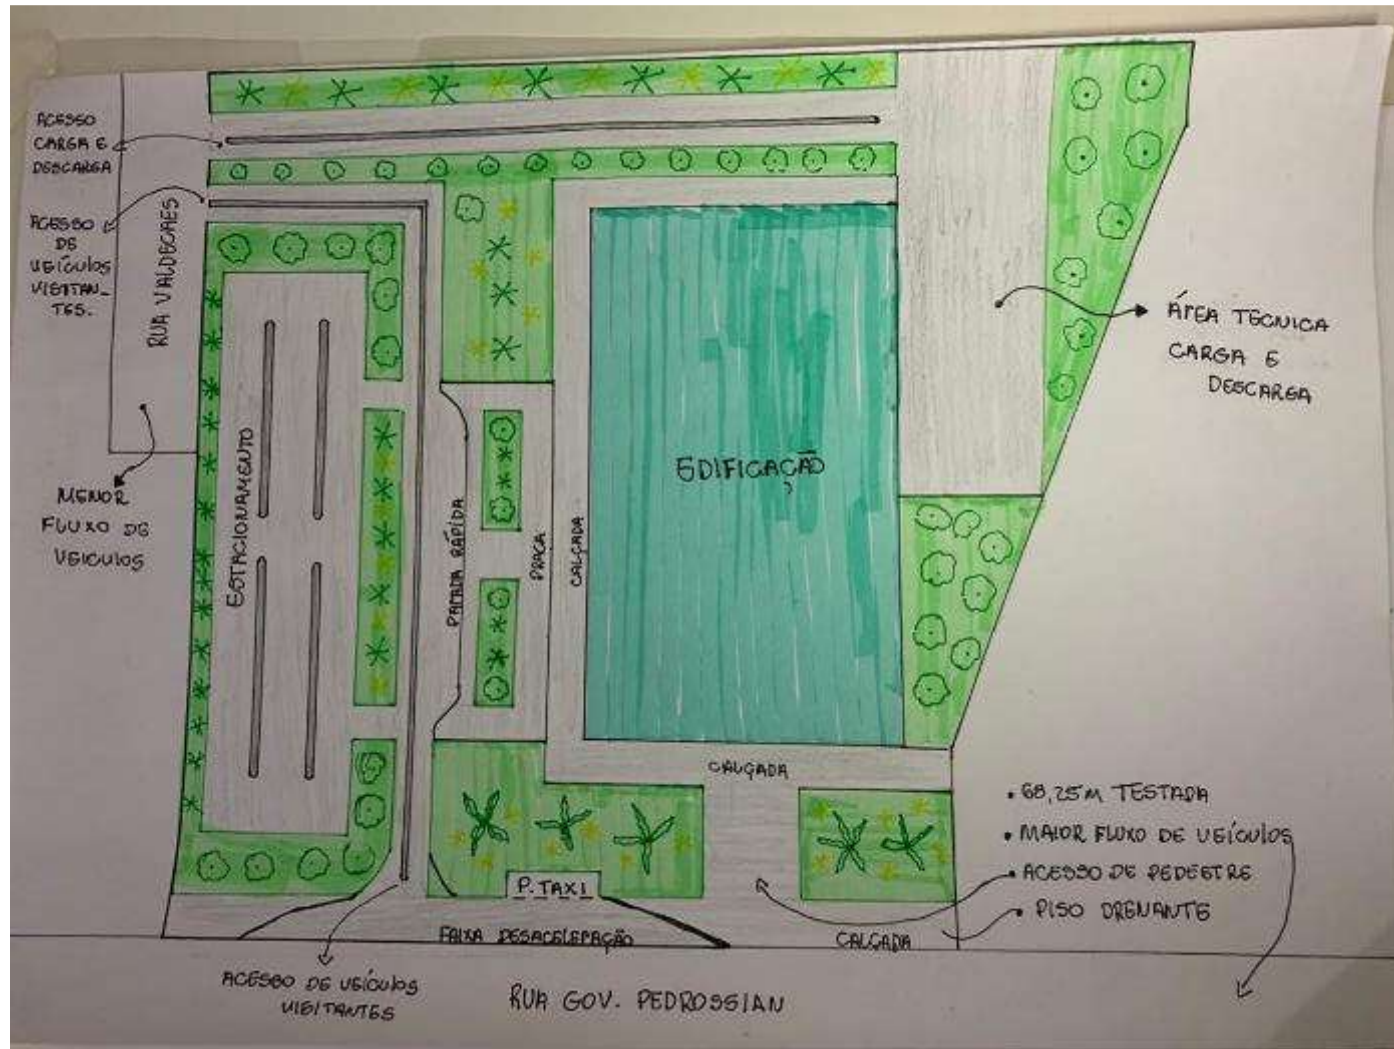 ACESSO
CARGA E
DESCARGA
ACESSO
DE
VEÍCULOS
VISITAN_
TES.
RUA VALDECAES
MENOR
FLUXO DE
VEICULOS
ESTACIONAMENTO
PARADA RÁPIDA
PRAÇA
CALÇADA
EDIFICAÇÃO
ÁREA TECNICA
CARGA E
DESCARGA
CALÇADA
• 68,25M TESTADA
• MAIOR FLUXO DE VEÍCULOS
• ACESSO DE PEDESTRE
• PISO DRENANTE
P. TAXI
FAIXA DESACELERAÇÃO
CALÇADA
ACESSO DE VEÍCULOS
VISITANTES
RUA GOV. PEDROSSIAN